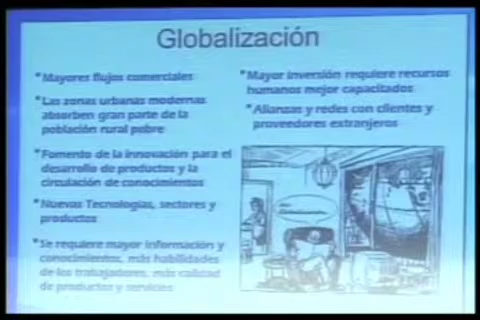 Globalización
*Mayores flujos comerciales
*Las zonas urbanas modernas
absorben gran parte de la
población rural pobre
*Fomento de la innovación para el
desarrollo de productos y la
circulación de conocimientos
*Nuevas Tecnologías, sectores y
productos
*Se requiere mayor información y
conocimientos, más habilidades
de los trabajadores, más calidad
de productos y servicios
*Mayor inversión requiere recursos
humanos mejor capacitados
*Alianzas y redes con clientes y
proveedores extranjeros